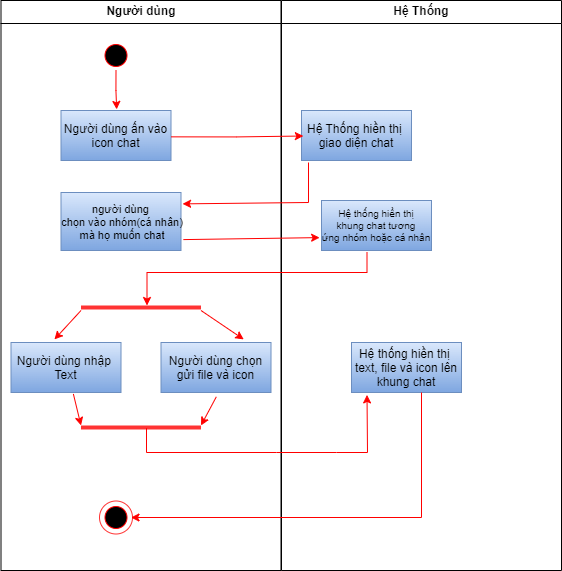 Người dùng
Hệ Thống
Người dùng ấn vào
icon chat
Hệ Thống hiển thị
giao diện chat
người dùng
chọn vào nhóm(cá nhân)
mà họ muốn chat
Hệ thống hiển thị
khung chat tương
ứng nhóm hoặc cá nhân
Người dùng nhập
Text
Người dùng chọn
gửi file và icon
Hệ thống hiển thị
text, file và icon lên
khung chat